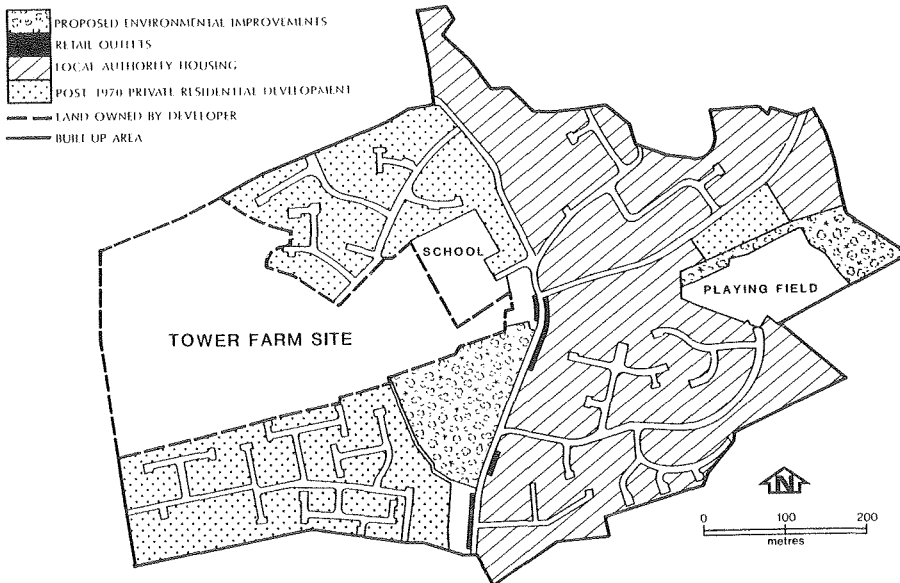 PROPOSED ENVIRONMENTAL IMPROVEMENTS
RETAIL OUTLETS
LOCAL AUTHORITY HOUSING
POST 1970 PRIVATE RESIDENTIAL DEVELOPMENT
LAND OWNED BY DEVELOPER
BUILT UP AREA
SCHOOL
PLAYING FIELD
TOWER FARM SITE
N
0 100 200
metres